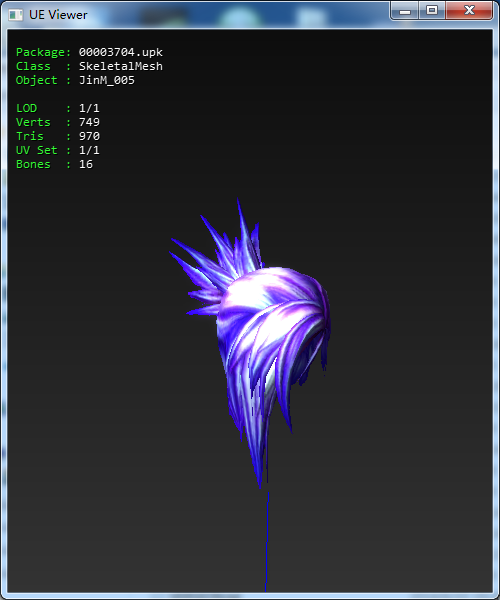 UE Viewer
Package: 00003704.upk
Class  : SkeletalMesh
Object : JinM_005
LOD    : 1/1
Verts  : 749
Tris   : 970
UV Set : 1/1
Bones  : 16